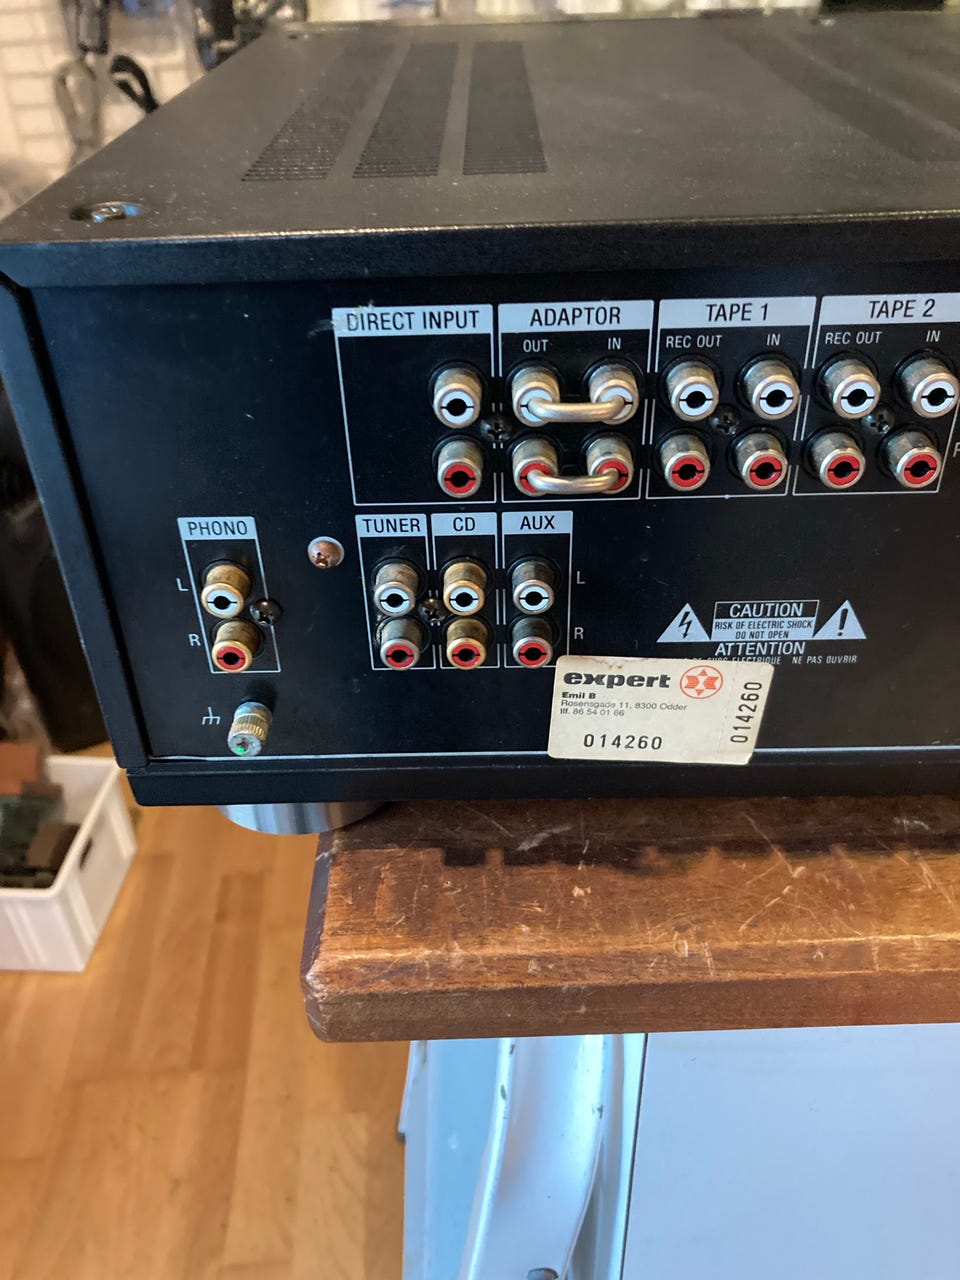 DIRECT INPUT
ADAPTOR
OUT IN
TAPE 1
REC OUT IN
TAPE 2
REC OUT IN
PHONO
L
R
TUNER
CD
AUX
L
R
CAUTION
RISK OF ELECTRIC SHOCK
DO NOT OPEN
ATTENTION
ELECTRIQUE NE PAS OUVRIR
expert
Emil B
Rosensgade 11, 8300 Odder
tlf. 86 54 01 66
014260
014260